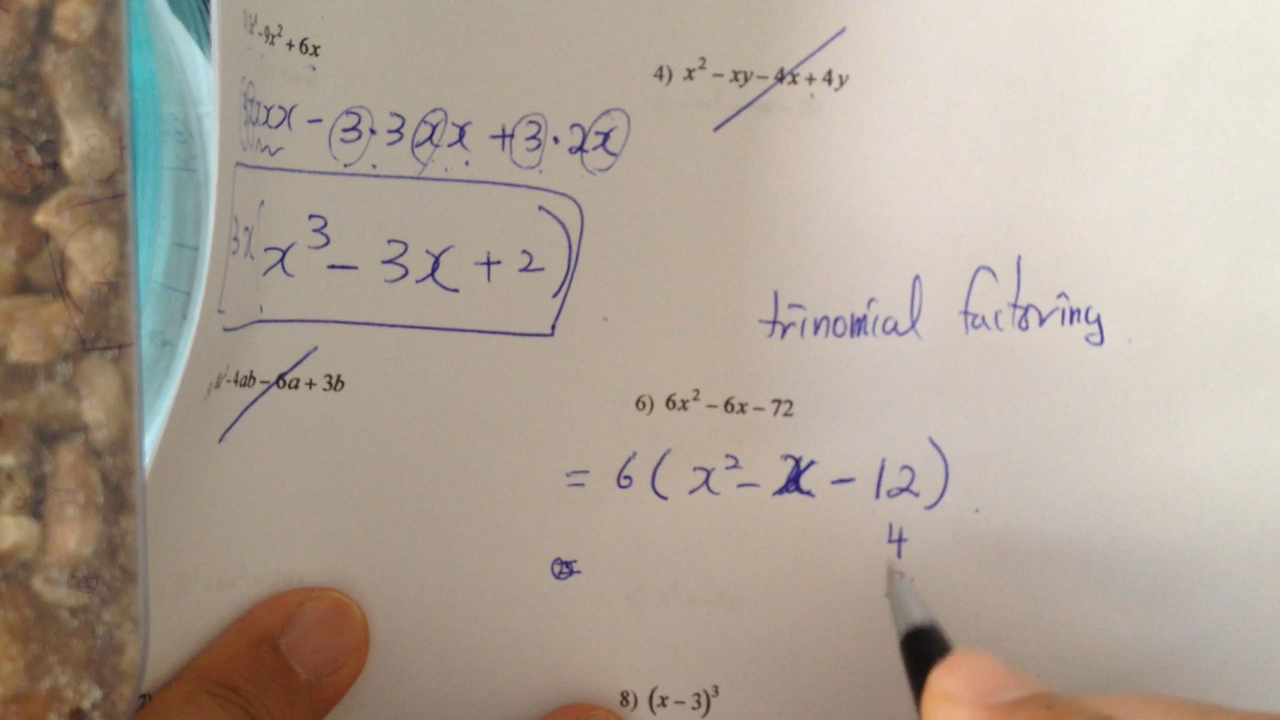 -9x² + 6x
4) x² – xy – 4x + 4y
xxx - 3·3xx + 3·2x
3x(x³ - 3x + 2)
trinomial factoring
-4ab – 6a + 3b
6) 6x² – 6x – 72
= 6(x² - x - 12)
4
8) (x – 3)³